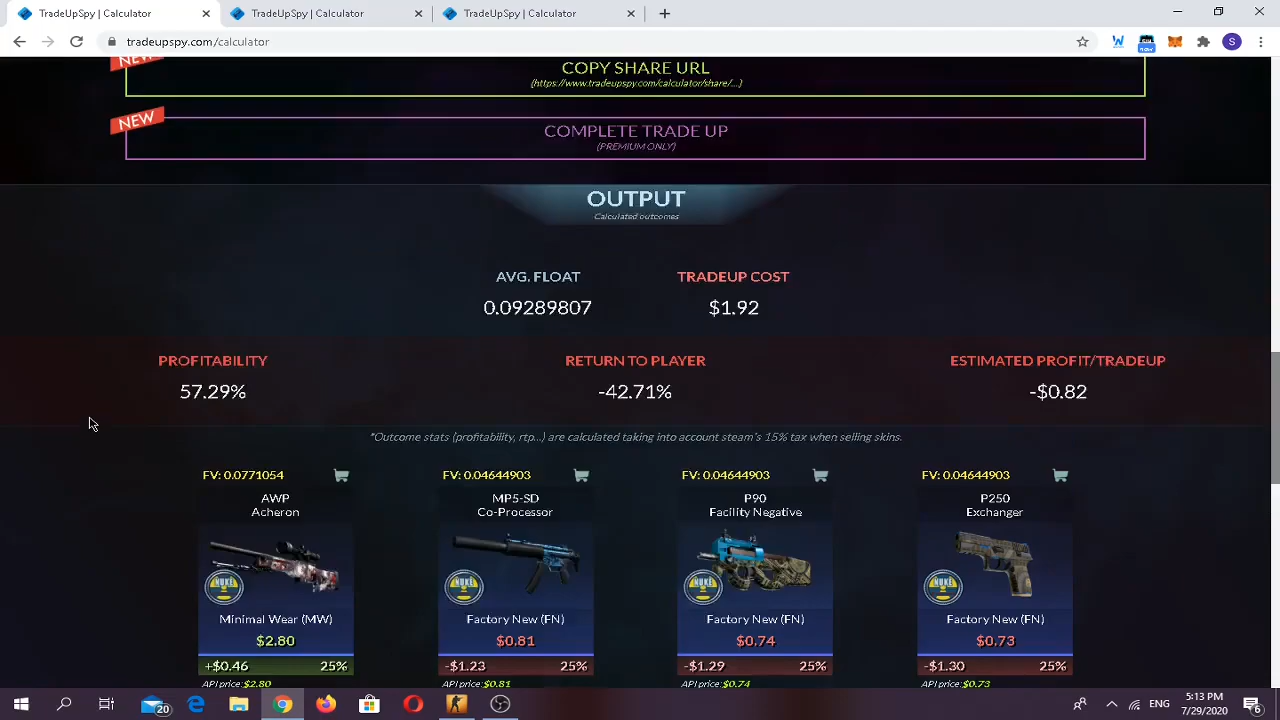 TradeUpSpy | Calculator
TradeUpSpy | Calculator
TradeUpSpy | Calculator
tradeupspy.com/calculator
S
NEW
COPY SHARE URL
(https://www.tradeupspy.com/calculator/share/...)
NEW
COMPLETE TRADE UP
(PREMIUM ONLY)
OUTPUT
Calculated outcomes
AVG. FLOAT
0.09289807
TRADEUP COST
$1.92
PROFITABILITY
57.29%
RETURN TO PLAYER
-42.71%
ESTIMATED PROFIT/TRADEUP
-$0.82
*Outcome stats (profitability, rtp...) are calculated taking into account steam's 15% tax when selling skins.
FV: 0.0771054
AWP
Acheron
NUKE
Minimal Wear (MW)
$2.80
+$0.46 25%
API price:$2.80
FV: 0.04644903
MP5-SD
Co-Processor
NUKE
Factory New (FN)
$0.81
-$1.23 25%
API price:$0.81
FV: 0.04644903
P90
Facility Negative
NUKE
Factory New (FN)
$0.74
-$1.29 25%
API price:$0.74
FV: 0.04644903
P250
Exchanger
NUKE
Factory New (FN)
$0.73
-$1.30 25%
API price:$0.73
20
ENG
5:13 PM
7/29/2020
6